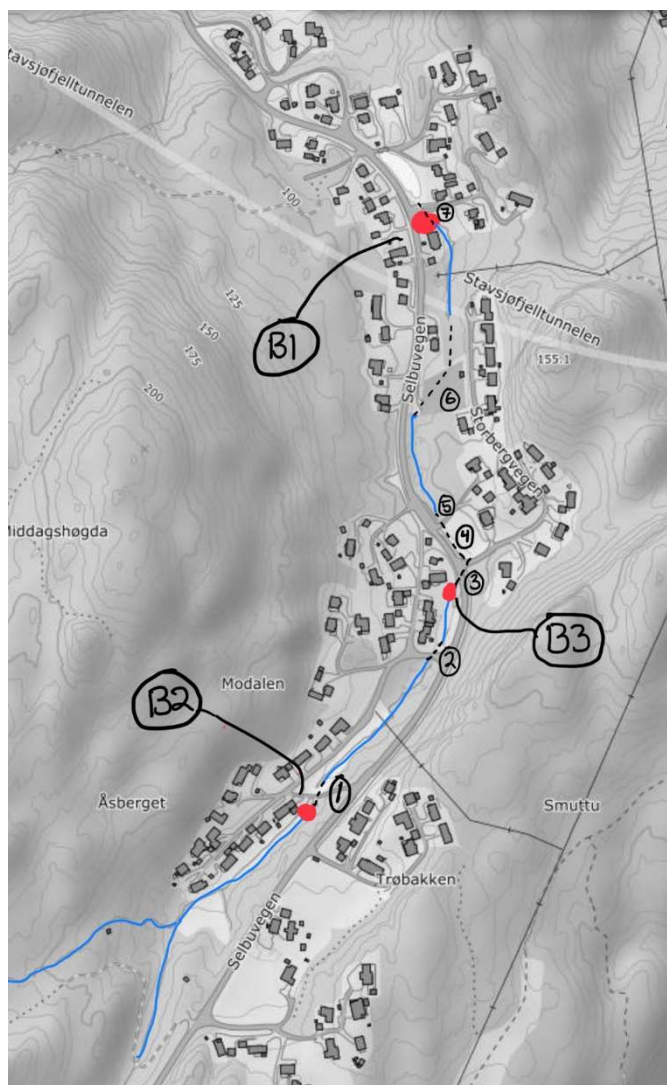 Stavsjøfjelltunnelen
100
7
125
B1
150
Stavsjøfjelltunnelen
175
Selbuvegen
155.1
200
6
Storbergvegen
5
4
Middagshøgda
3
B3
2
Modalen
B2
1
Åsberget
Smuttu
Trøbakken
Selbuvegen